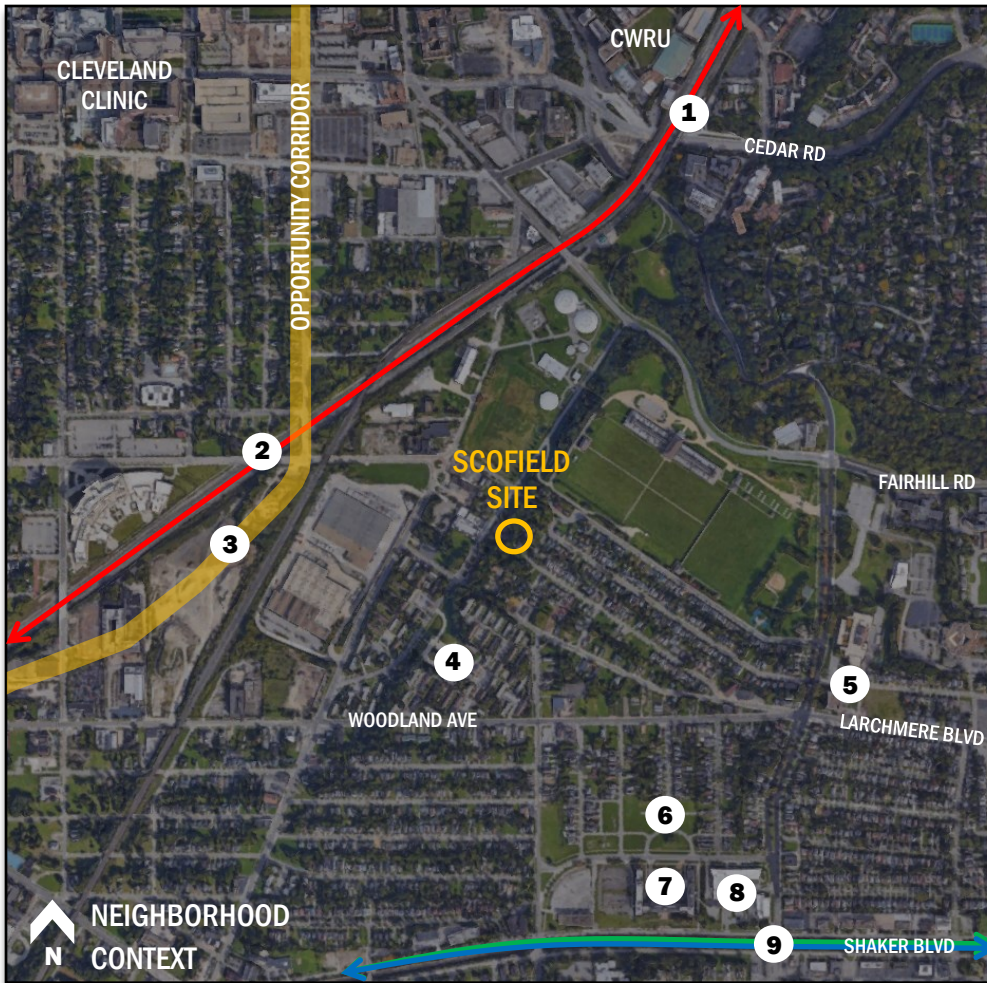 CWRU
CLEVELAND
CLINIC
OPPORTUNITY CORRIDOR
1
CEDAR RD
2
SCOFIELD
SITE
FAIRHILL RD
3
4
5
WOODLAND AVE
LARCHMERE BLVD
6
7
8
NEIGHBORHOOD
CONTEXT
N
9
SHAKER BLVD